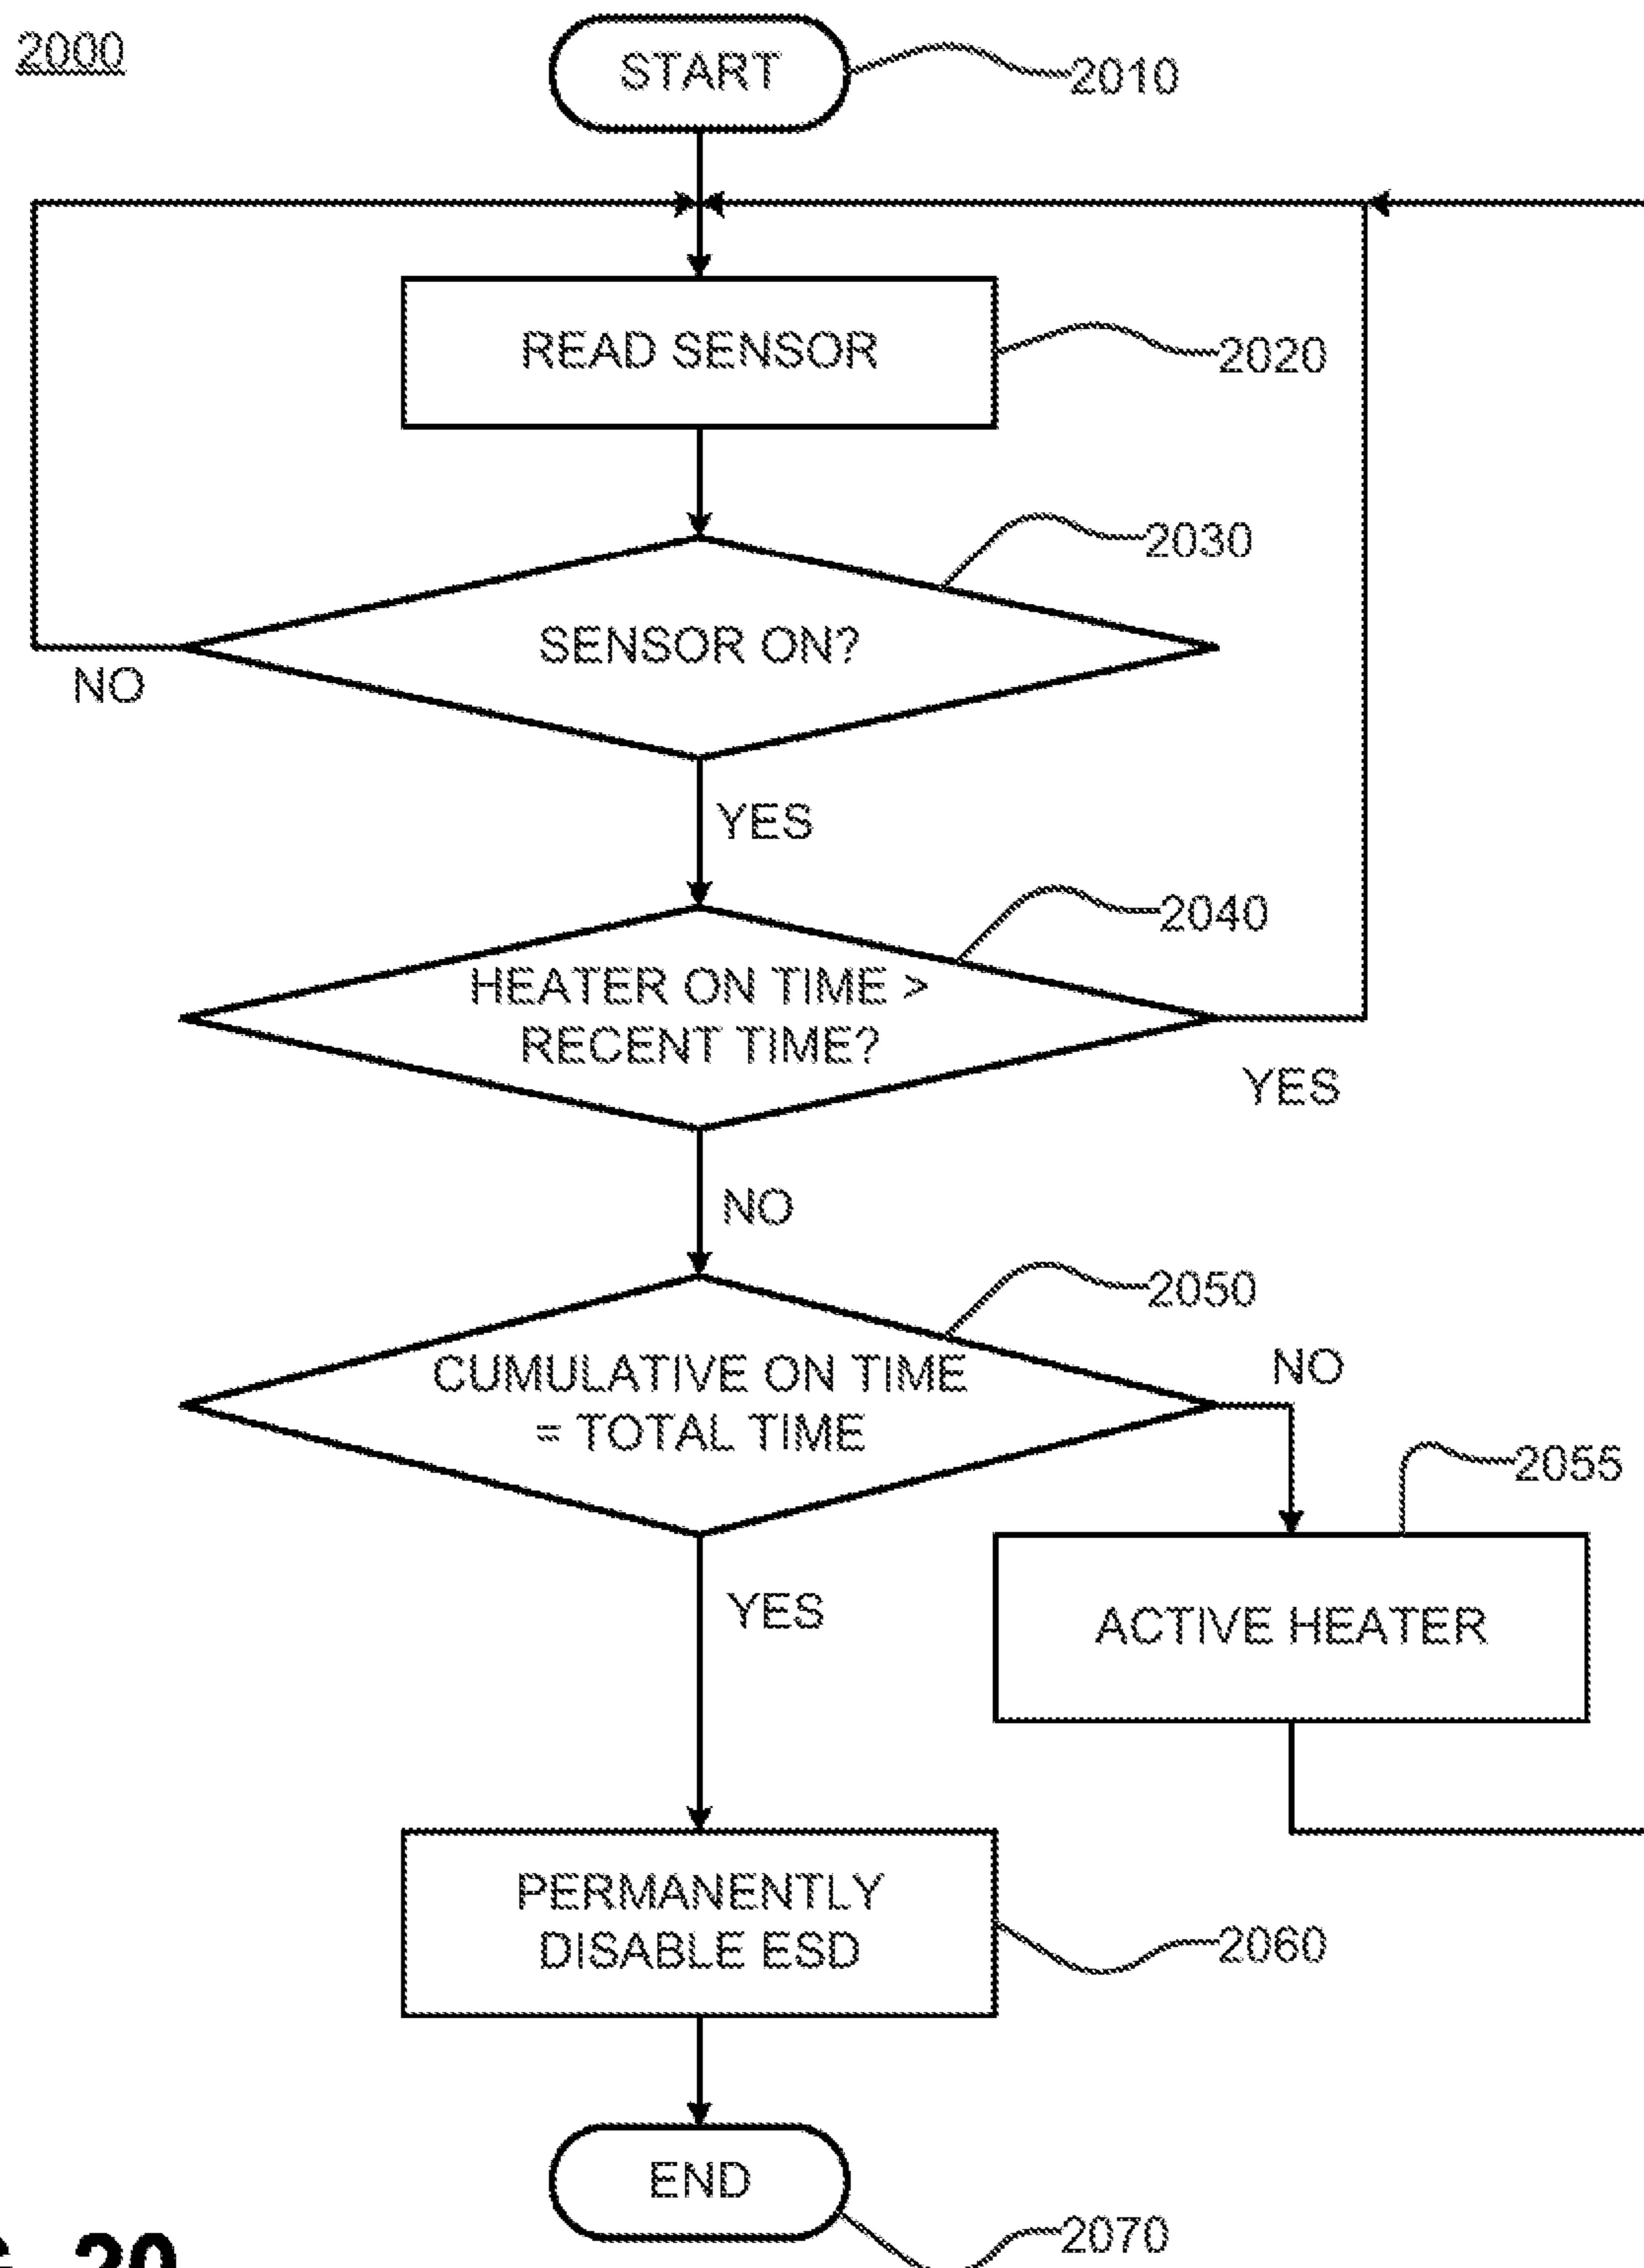 2000
START
2010
READ SENSOR
2020
2030
SENSOR ON?
NO
YES
2040
HEATER ON TIME >
RECENT TIME?
YES
NO
2050
CUMULATIVE ON TIME
= TOTAL TIME
NO
2055
YES
ACTIVE HEATER
PERMANENTLY
DISABLE ESD
2060
END
2070
20